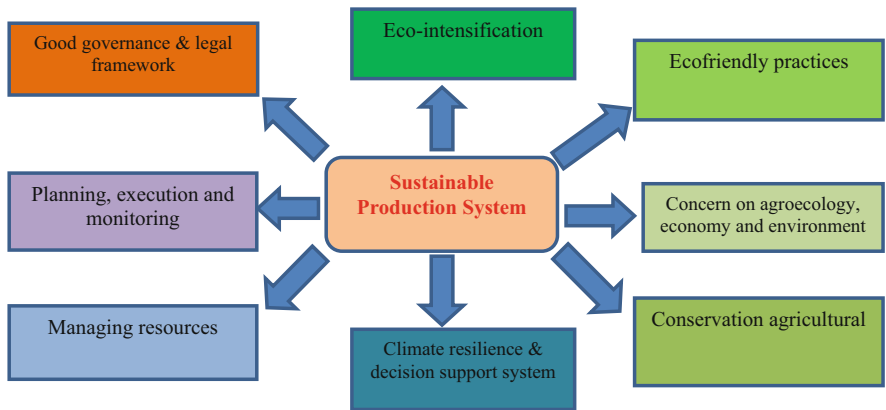 Good governance & legal
framework
Eco-intensification
Ecofriendly practices
Planning, execution and
monitoring
Sustainable
Production System
Concern on agroecology,
economy and environment
Managing resources
Climate resilience &
decision support system
Conservation agricultural